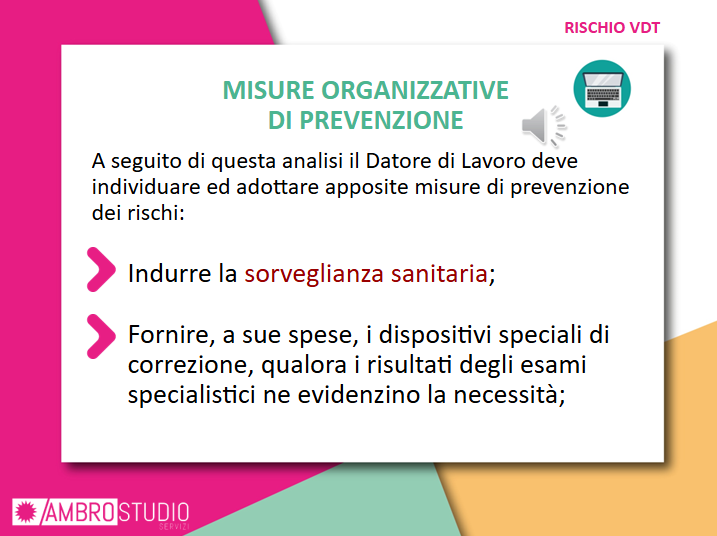 RISCHIO VDT
MISURE ORGANIZZATIVE
DI PREVENZIONE
A seguito di questa analisi il Datore di Lavoro deve
individuare ed adottare apposite misure di prevenzione
dei rischi:
Indurre la sorveglianza sanitaria;
Fornire, a sue spese, i dispositivi speciali di
correzione, qualora i risultati degli esami
specialistici ne evidenzino la necessità;
AMBROSTUDIO
SERVIZI